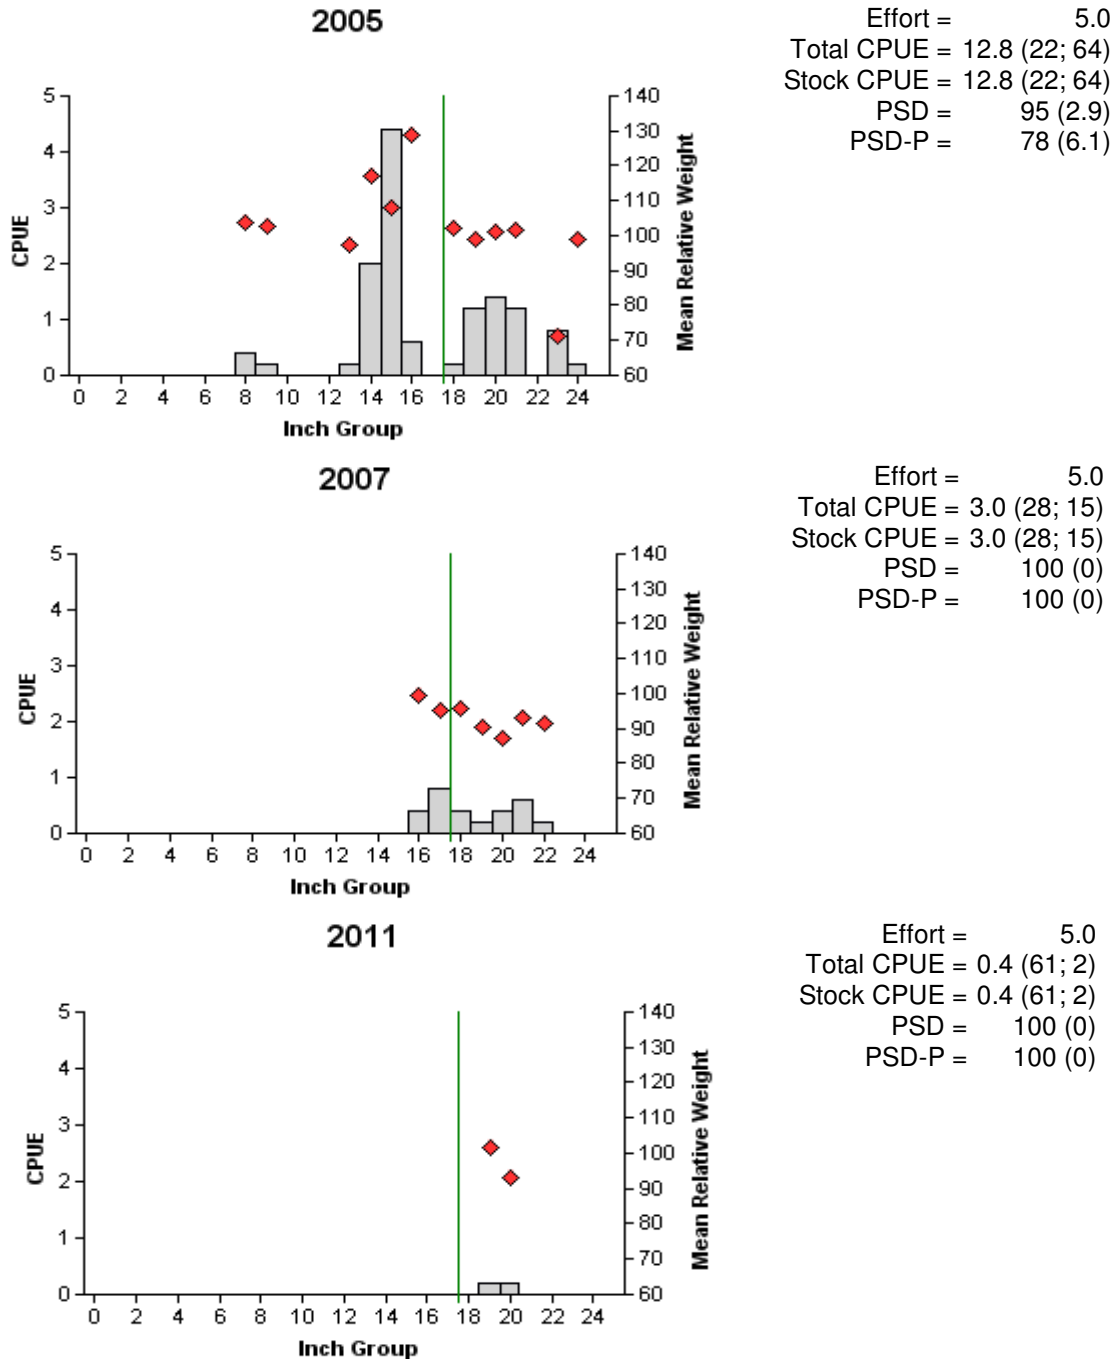 2005
Effort = 5.0
Total CPUE = 12.8 (22; 64)
Stock CPUE = 12.8 (22; 64)
PSD = 95 (2.9)
PSD-P = 78 (6.1)
5
4
3
2
1
0
CPUE
140
130
120
110
100
90
80
70
60
Mean Relative Weight
0 2 4 6 8 10 12 14 16 18 20 22 24
Inch Group
2007
Effort = 5.0
Total CPUE = 3.0 (28; 15)
Stock CPUE = 3.0 (28; 15)
PSD = 100 (0)
PSD-P = 100 (0)
5
4
3
2
1
0
CPUE
140
130
120
110
100
90
80
70
60
Mean Relative Weight
0 2 4 6 8 10 12 14 16 18 20 22 24
Inch Group
2011
Effort = 5.0
Total CPUE = 0.4 (61; 2)
Stock CPUE = 0.4 (61; 2)
PSD = 100 (0)
PSD-P = 100 (0)
5
4
3
2
1
0
CPUE
140
130
120
110
100
90
80
70
60
Mean Relative Weight
0 2 4 6 8 10 12 14 16 18 20 22 24
Inch Group